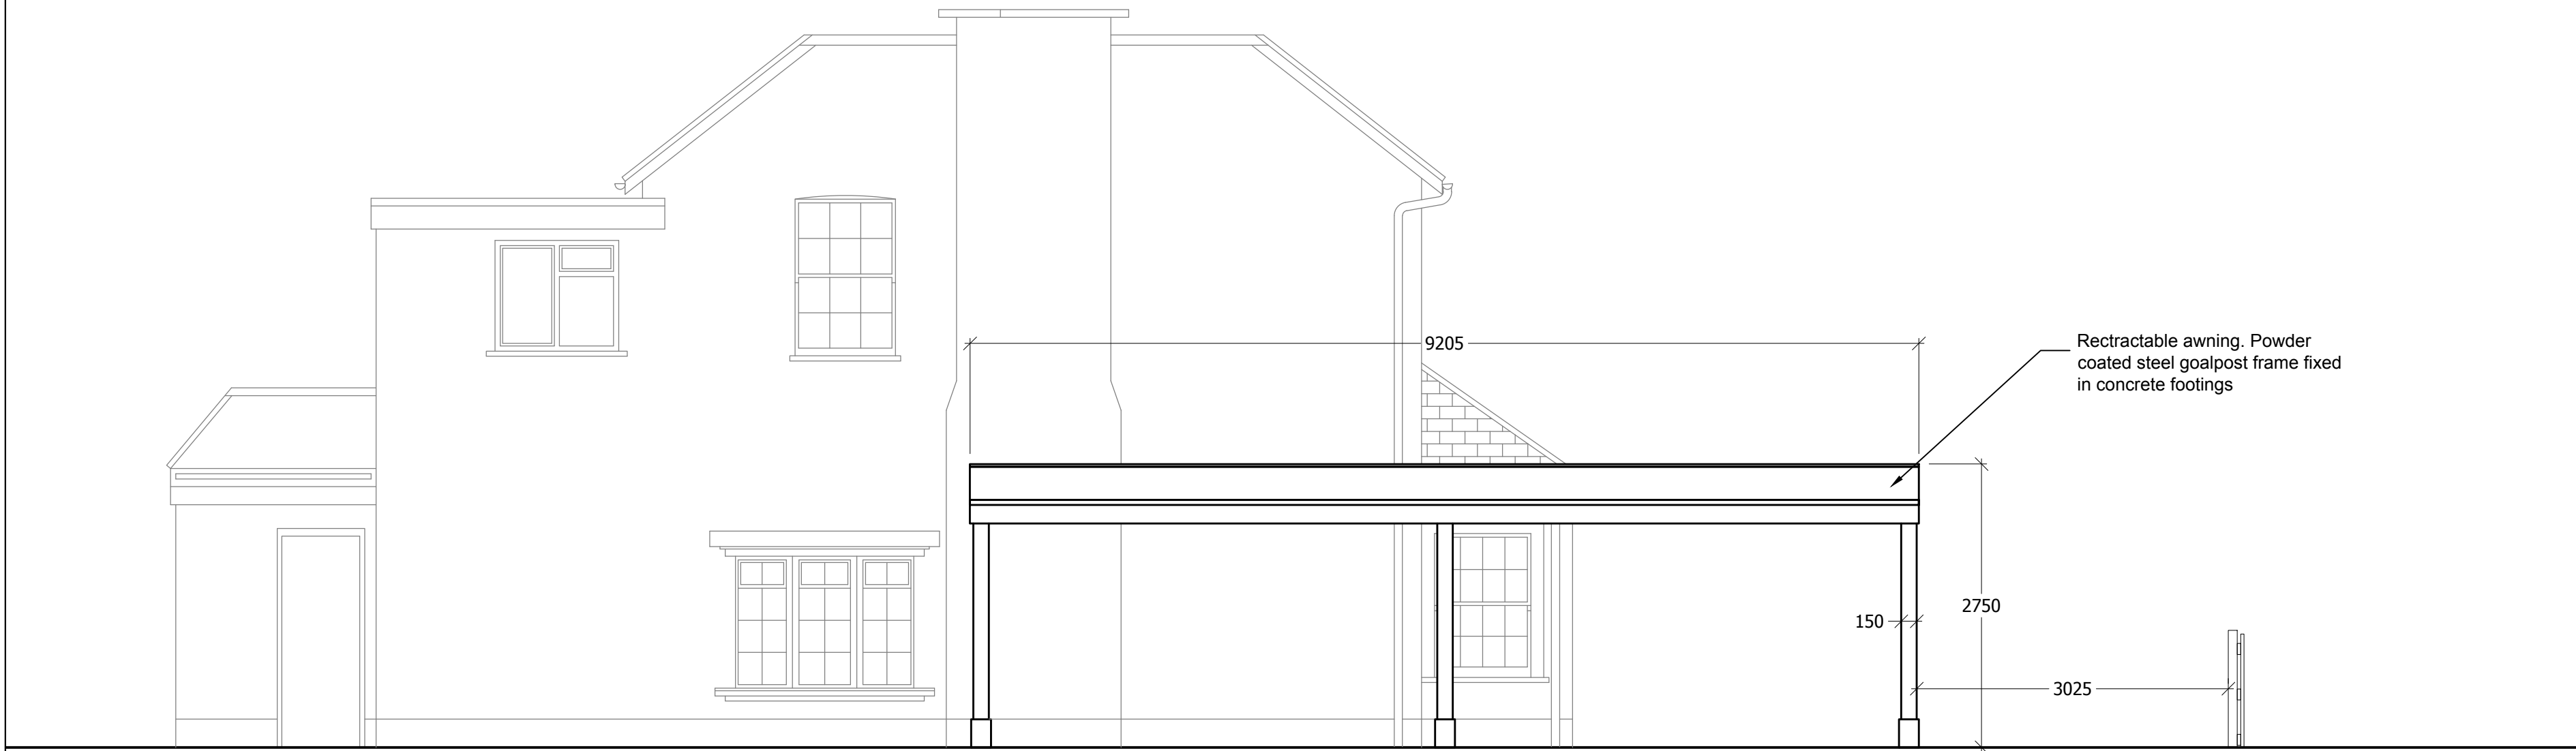 9205
Rectractable awning. Powder
coated steel goalpost frame fixed
in concrete footings
2750
150
3025